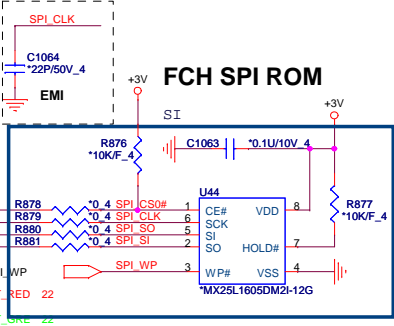 SPI_CLK
C1064
*22P/50V_4
EMI
+3V
FCH SPI ROM
+3V
SI
R876
*10K/F_4
C1063
*0.1U/10V_4
R877
*10K/F_4
U44
R878 *0_4 SPI_CS0# 1 CE# VDD 8
R879 *0_4 SPI_CLK 6 SCK
R880 *0_4 SPI_SO 5 SI
R881 *0_4 SPI_SI 2 SO HOLD# 7
SPI_WP 3 WP# VSS 4
*MX25L1605DM2I-12G
I_WP
_RED 22
_GRE 22